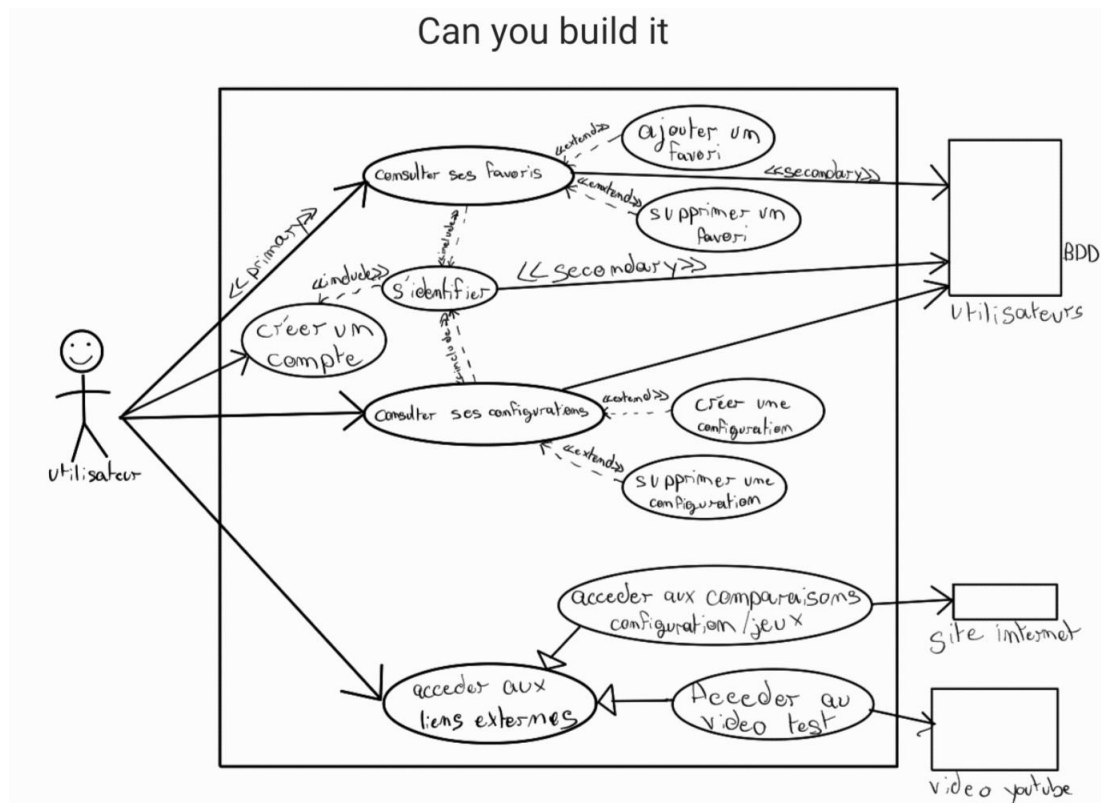 Can you build it
<<extend>>
ajouter un
favori
consulter ses favoris
<<secondary>>
<<extend>>
supprimer un
favori
<<primary>>
<<include>>
<<include>>
s'identifier
<<secondary>>
BDD
utilisateurs
créer un
compte
<<include>>
consulter ses configurations
<<extend>>
créer une
configuration
<<extend>>
supprimer une
configuration
utilisateur
acceder aux comparaisons
configuration/jeux
site internet
acceder aux
liens externes
Acceder au
video test
video youtube